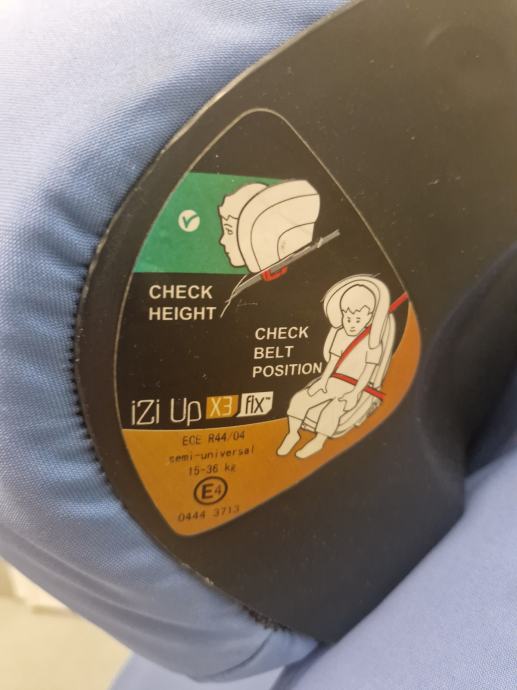 CHECK
HEIGHT
CHECK
BELT
POSITION
iZi Up X3 fix™
ECE R44/04
semi-universal
15-36 kg
E4
0444 3713